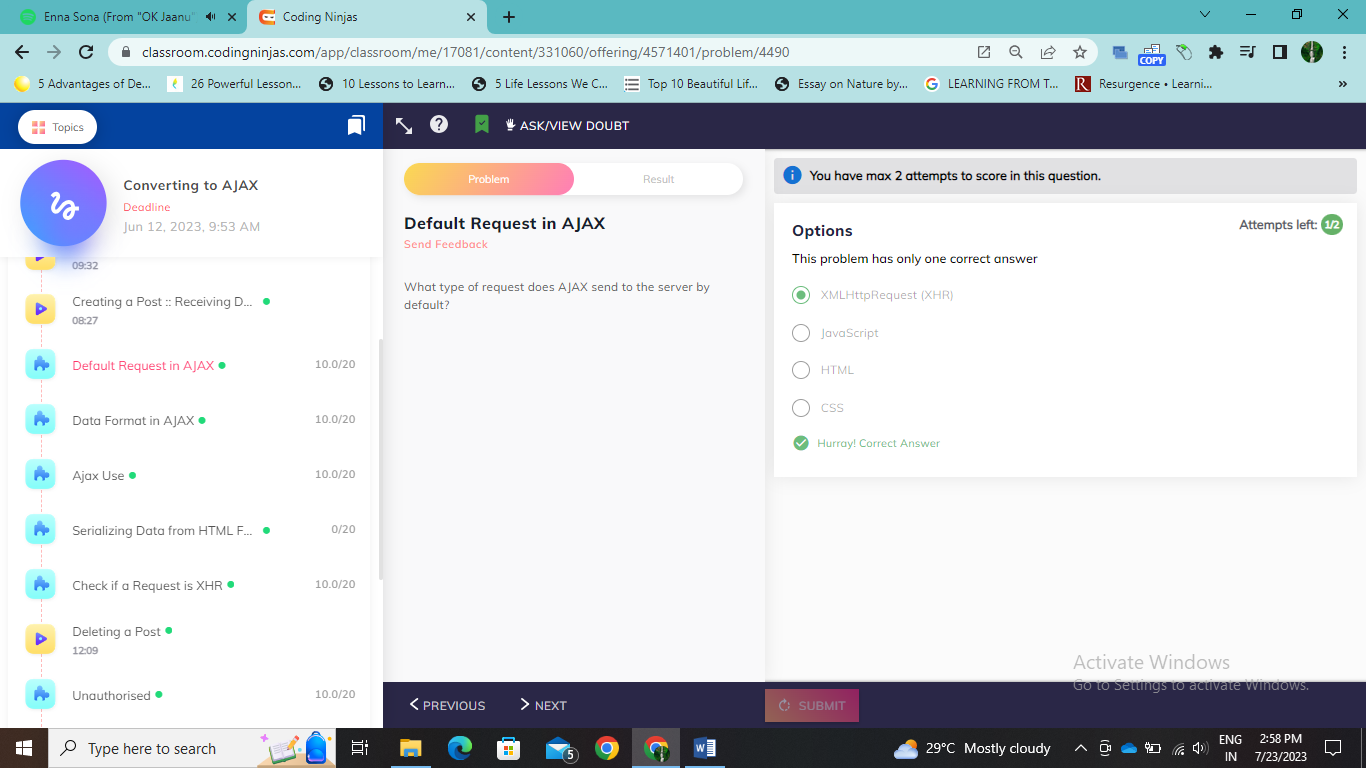 Enna Sona (From "OK Jaanu"
Coding Ninjas
classroom.codingninjas.com/app/classroom/me/17081/content/331060/offering/4571401/problem/4490
COPY
5 Advantages of De...
26 Powerful Lesson...
10 Lessons to Learn...
5 Life Lessons We C...
Top 10 Beautiful Lif...
Essay on Nature by...
LEARNING FROM T...
Resurgence • Learni...
Topics
ASK/VIEW DOUBT
Converting to AJAX
Deadline
Jun 12, 2023, 9:53 AM
09:32
Creating a Post :: Receiving D...
08:27
Default Request in AJAX
10.0/20
Data Format in AJAX
10.0/20
Ajax Use
10.0/20
Serializing Data from HTML F...
0/20
Check if a Request is XHR
10.0/20
Deleting a Post
12:09
Unauthorised
10.0/20
Problem
Result
Default Request in AJAX
Send Feedback
What type of request does AJAX send to the server by
default?
You have max 2 attempts to score in this question.
Options
Attempts left: 1/2
This problem has only one correct answer
XMLHttpRequest (XHR)
JavaScript
HTML
CSS
Hurray! Correct Answer
Activate Windows
Go to Settings to activate Windows.
PREVIOUS
NEXT
SUBMIT
Type here to search
5
29°C Mostly cloudy
ENG
IN
2:58 PM
7/23/2023